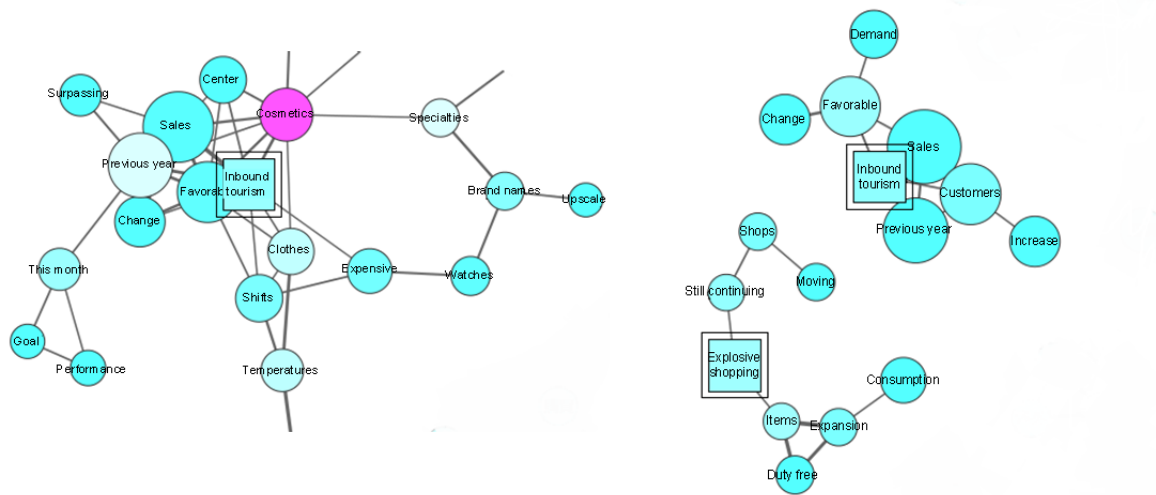 Center
Surpassing
Cosmetics
Specialties
Sales
Previous year
Favorab
Inbound
tourism
Brand names
Upscale
Change
Clothes
This month
Expensive
Watches
Shifts
Goal
Performance
Temperatures
Demand
Favorable
Change
Sales
Inbound
tourism
Customers
Previous year
Increase
Shops
Moving
Still continuing
Explosive
shopping
Consumption
Items
Expansion
Duty free